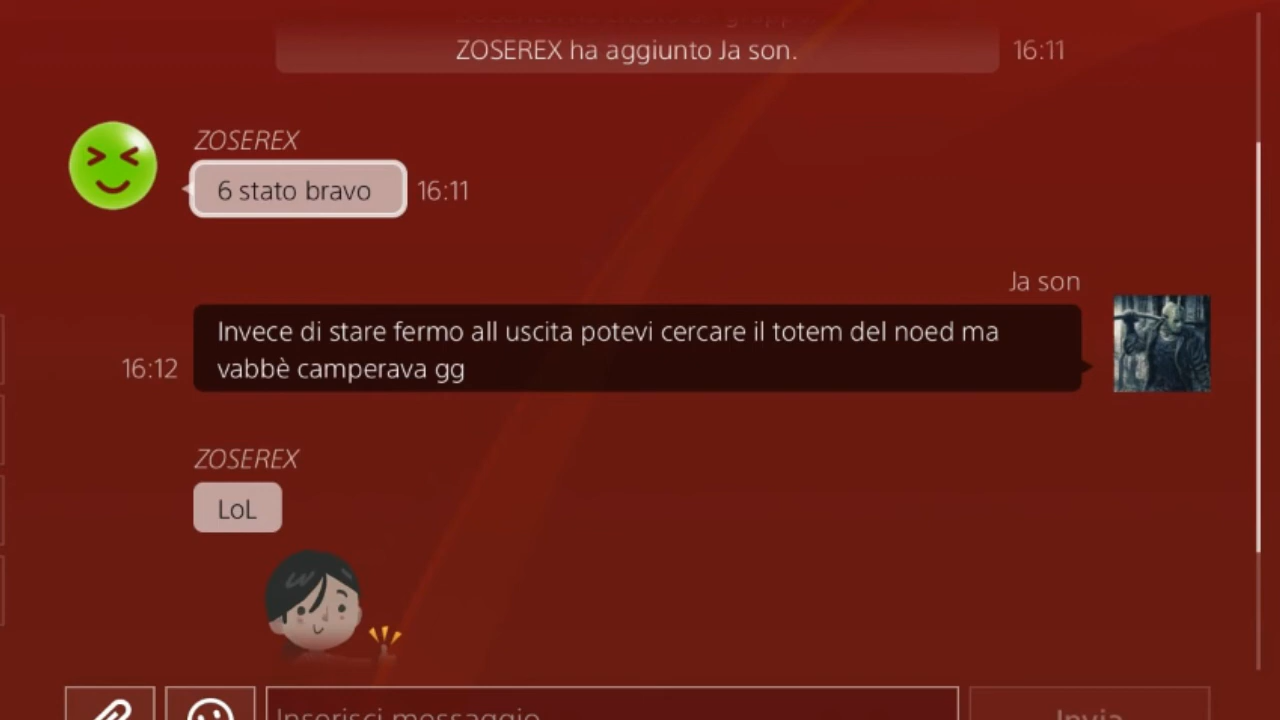 ZOSEREX ha aggiunto Ja son.
16:11
ZOSEREX
6 stato bravo
16:11
Ja son
Invece di stare fermo all uscita potevi cercare il totem del noed ma
vabbè camperava gg
16:12
ZOSEREX
LoL
Inserisci messaggio
Invia